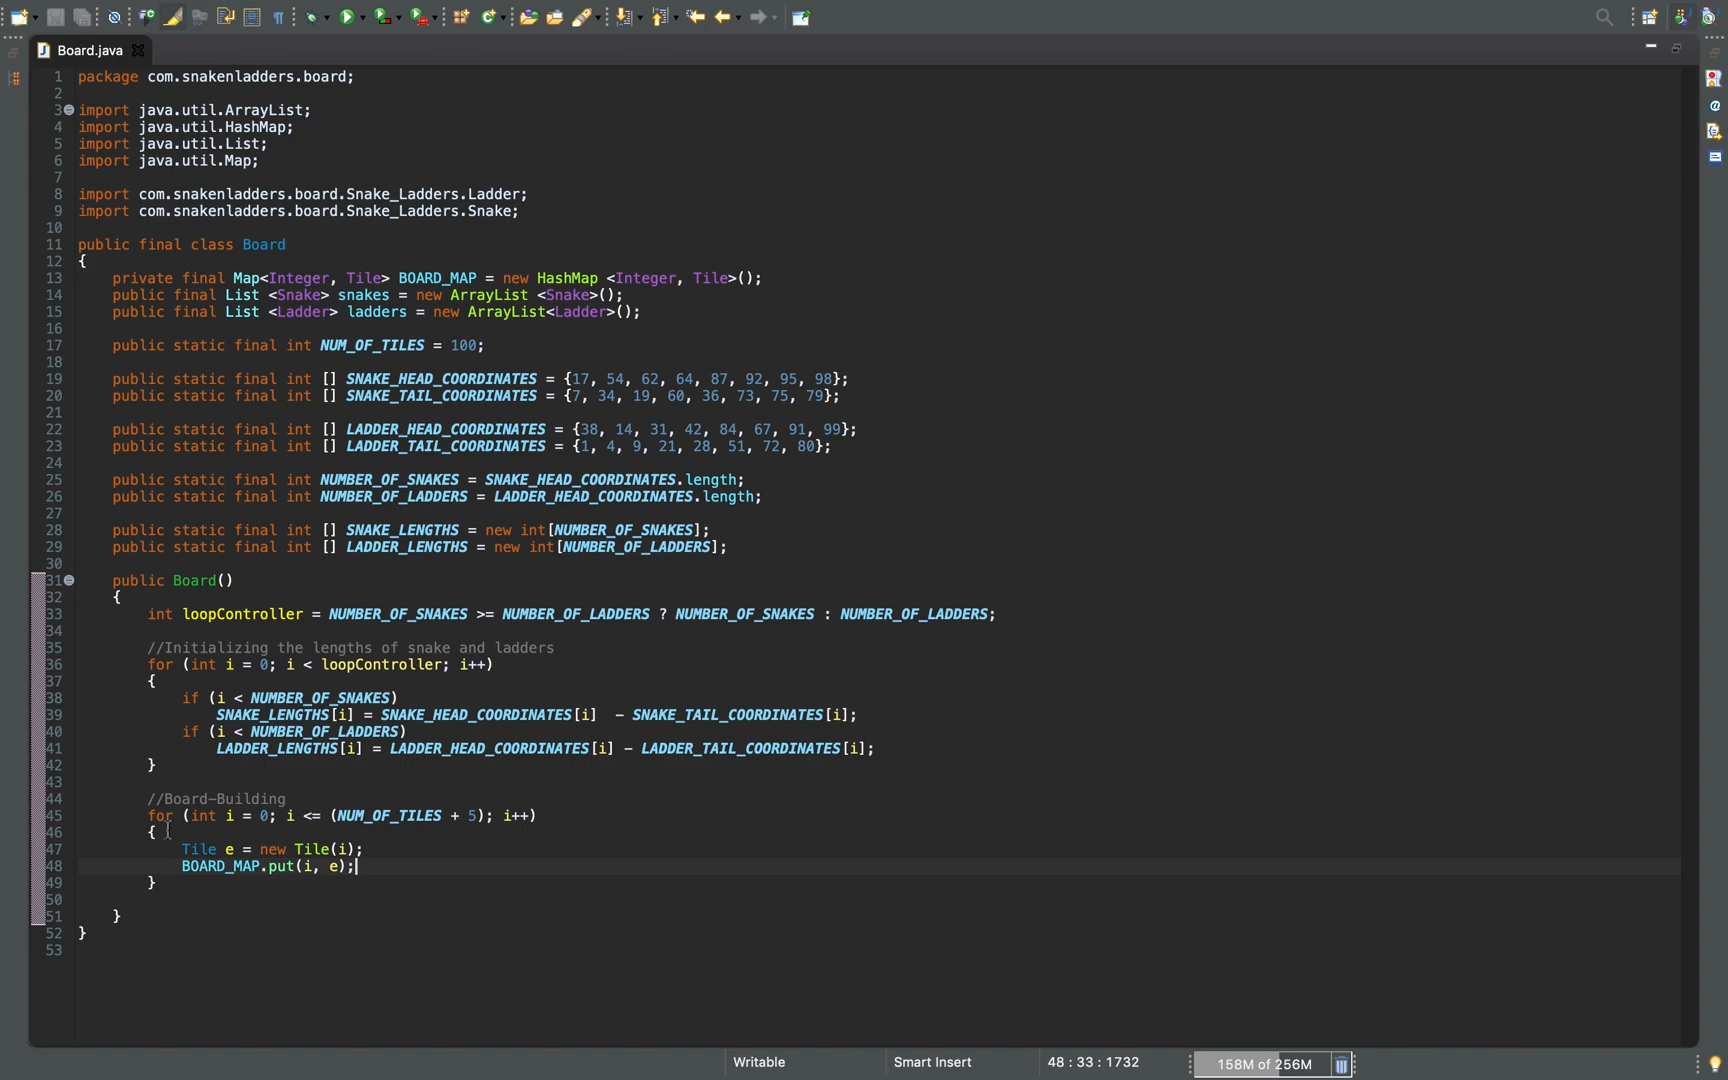 Board.java
1 package com.snakenladders.board;
2
3 import java.util.ArrayList;
4 import java.util.HashMap;
5 import java.util.List;
6 import java.util.Map;
7
8 import com.snakenladders.board.Snake_Ladders.Ladder;
9 import com.snakenladders.board.Snake_Ladders.Snake;
10
11 public final class Board
12 {
13 private final Map<Integer, Tile> BOARD_MAP = new HashMap <Integer, Tile>();
14 public final List <Snake> snakes = new ArrayList <Snake>();
15 public final List <Ladder> ladders = new ArrayList<Ladder>();
16
17 public static final int NUM_OF_TILES = 100;
18
19 public static final int [] SNAKE_HEAD_COORDINATES = {17, 54, 62, 64, 87, 92, 95, 98};
20 public static final int [] SNAKE_TAIL_COORDINATES = {7, 34, 19, 60, 36, 73, 75, 79};
21
22 public static final int [] LADDER_HEAD_COORDINATES = {38, 14, 31, 42, 84, 67, 91, 99};
23 public static final int [] LADDER_TAIL_COORDINATES = {1, 4, 9, 21, 28, 51, 72, 80};
24
25 public static final int NUMBER_OF_SNAKES = SNAKE_HEAD_COORDINATES.length;
26 public static final int NUMBER_OF_LADDERS = LADDER_HEAD_COORDINATES.length;
27
28 public static final int [] SNAKE_LENGTHS = new int[NUMBER_OF_SNAKES];
29 public static final int [] LADDER_LENGTHS = new int[NUMBER_OF_LADDERS];
30
31 public Board()
32 {
33 int loopController = NUMBER_OF_SNAKES >= NUMBER_OF_LADDERS ? NUMBER_OF_SNAKES : NUMBER_OF_LADDERS;
34
35 //Initializing the lengths of snake and ladders
36 for (int i = 0; i < loopController; i++)
37 {
38 if (i < NUMBER_OF_SNAKES)
39 SNAKE_LENGTHS[i] = SNAKE_HEAD_COORDINATES[i]  - SNAKE_TAIL_COORDINATES[i];
40 if (i < NUMBER_OF_LADDERS)
41 LADDER_LENGTHS[i] = LADDER_HEAD_COORDINATES[i] - LADDER_TAIL_COORDINATES[i];
42 }
43
44 //Board-Building
45 for (int i = 0; i <= (NUM_OF_TILES + 5); i++)
46 {
47 Tile e = new Tile(i);
48 BOARD_MAP.put(i, e);
49 }
50
51 }
52 }
53
Writable Smart Insert 48 : 33 : 1732 158M of 256M